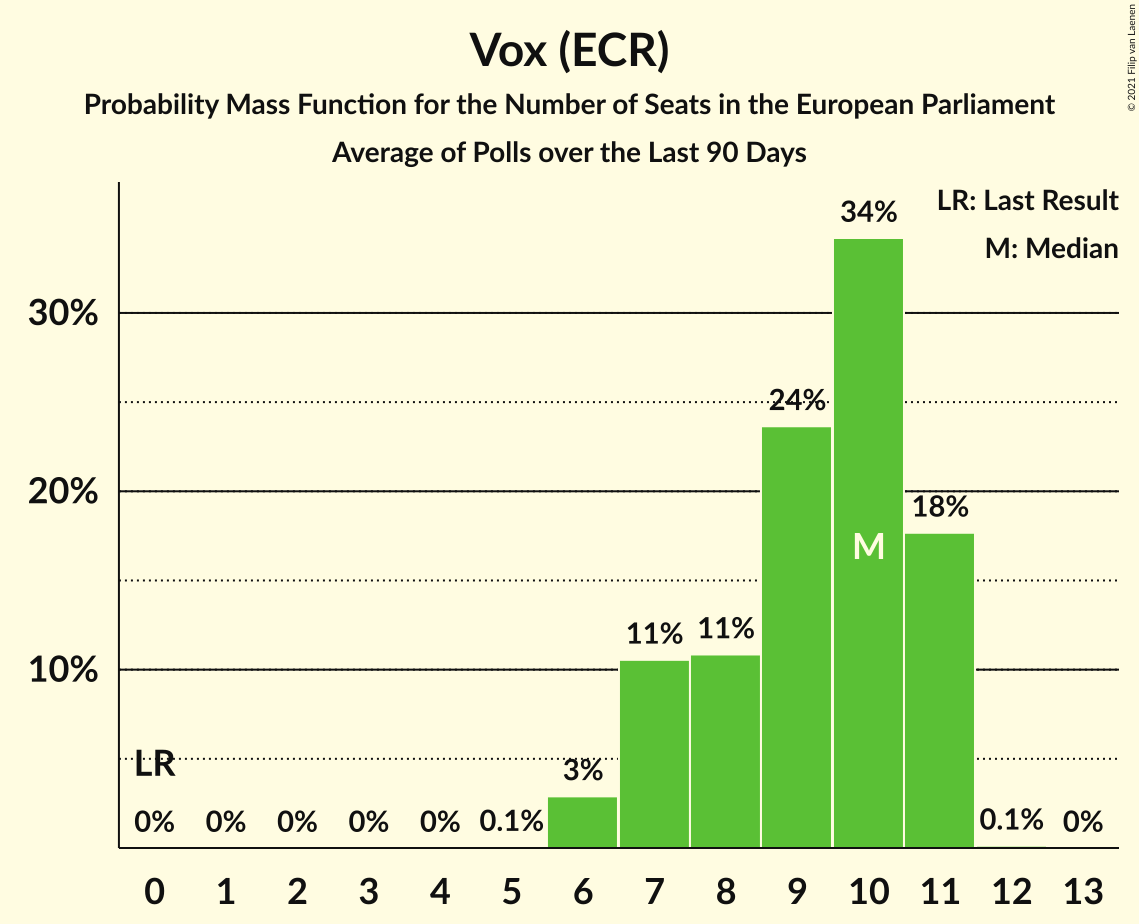 Vox (ECR)
Probability Mass Function for the Number of Seats in the European Parliament
Average of Polls over the Last 90 Days
© 2021 Filip van Laenen
LR: Last Result
M: Median
34%
30%
24%
20%
18%
M
11%
11%
10%
LR
3%
0%
0%
0%
0%
0%
0.1%
0.1%
0%
0 1 2 3 4 5 6 7 8 9 10 11 12 13